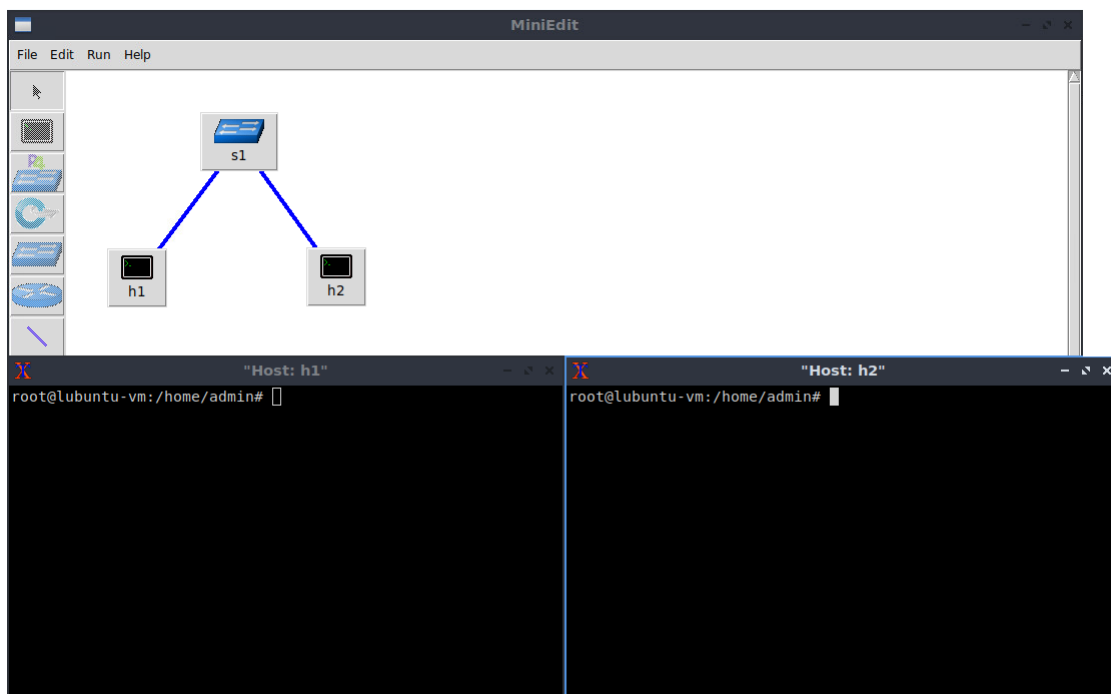 MiniEdit
File Edit Run Help
P4
s1
h1
h2
"Host: h1"
"Host: h2"
root@lubuntu-vm:/home/admin#
root@lubuntu-vm:/home/admin#